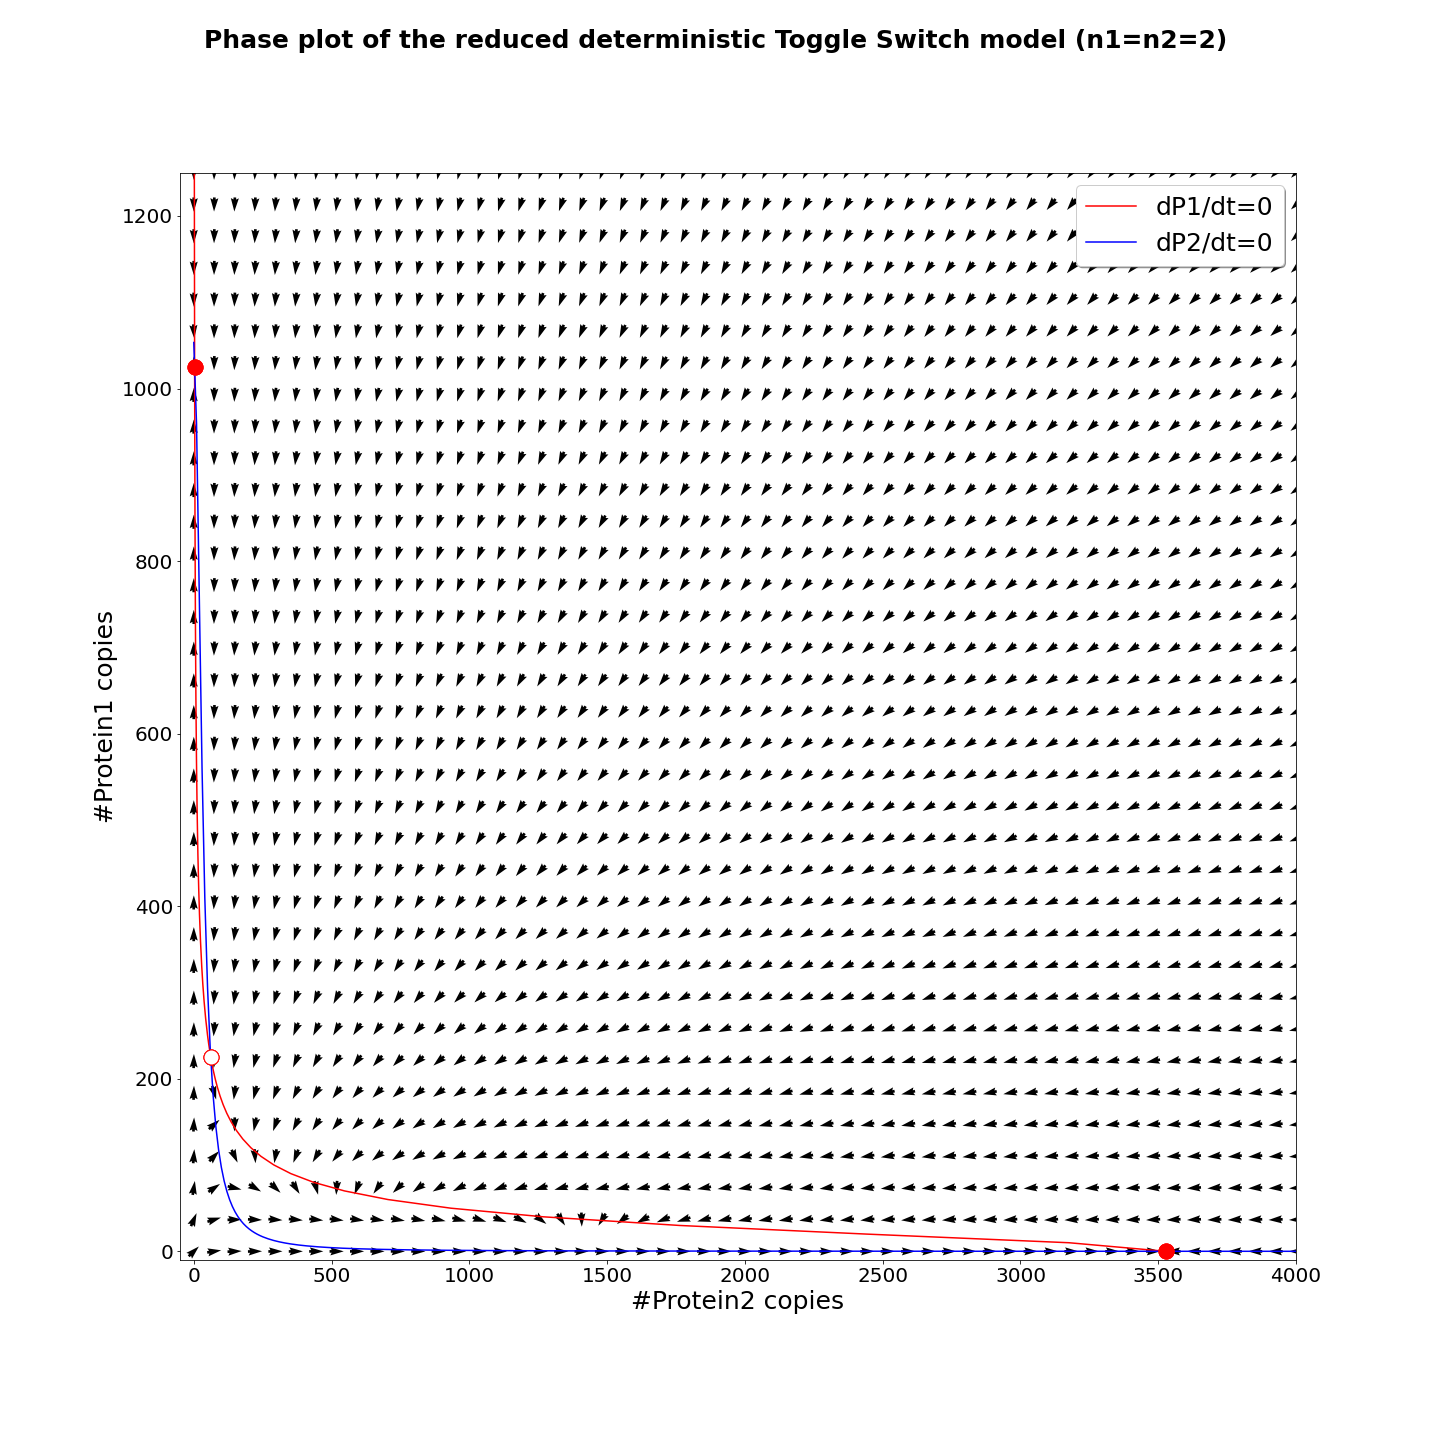 Phase plot of the reduced deterministic Toggle Switch model (n1=n2=2)
dP1/dt=0
dP2/dt=0
1200
1000
800
600
400
200
0
#Protein1 copies
0 500 1000 1500 2000 2500 3000 3500 4000
#Protein2 copies